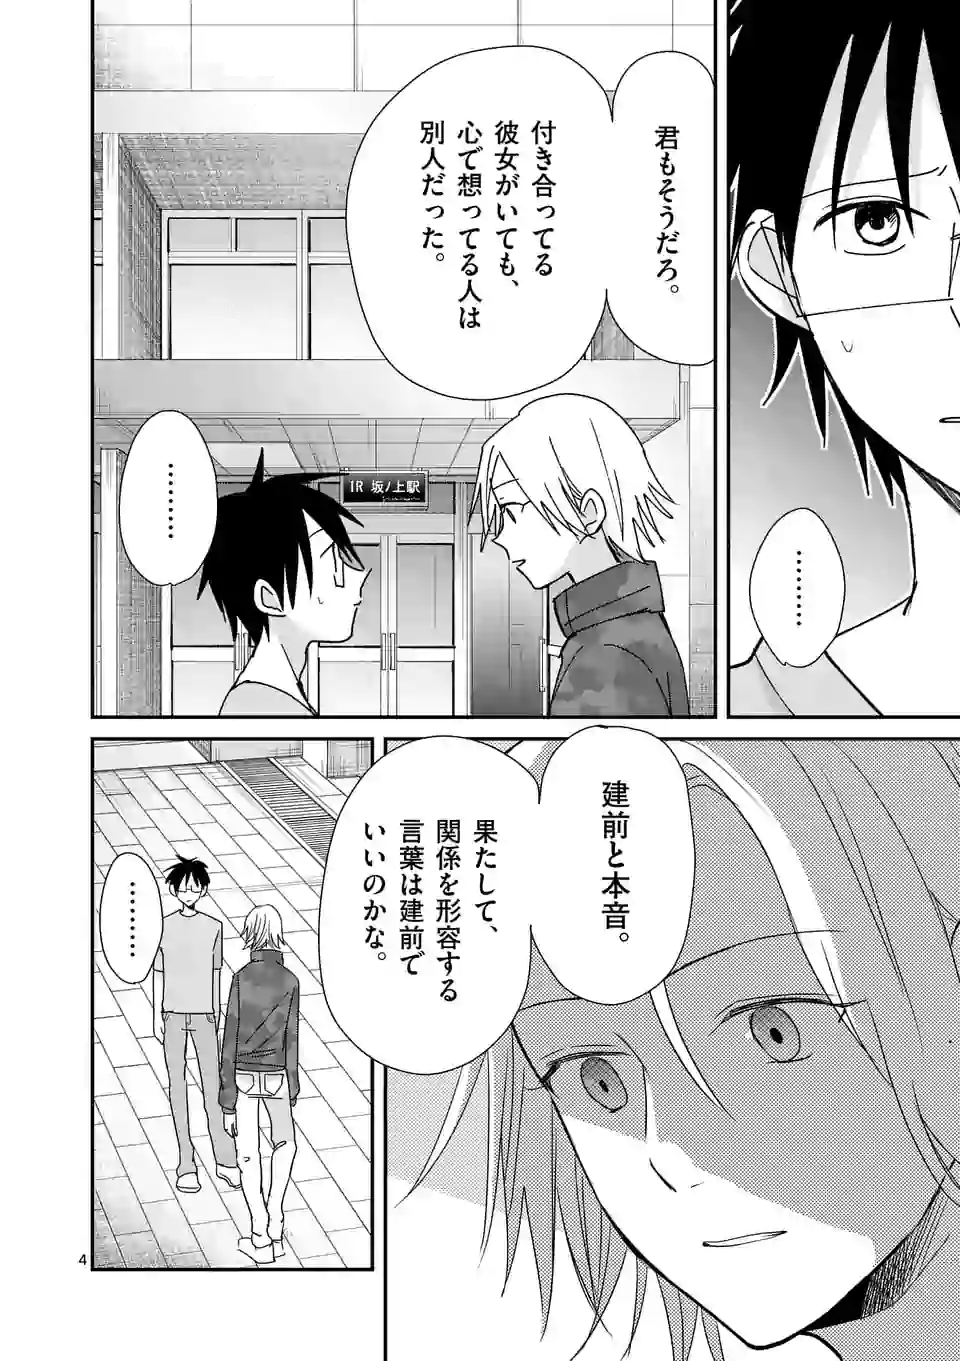 ………
君もそうだろ。
付き合ってる
彼女がいても、
心で想ってる人は
別人だった。
IR 坂ノ上駅
………
建前と本音。
果たして、
関係を形容する
言葉は建前で
いいのかな。
………
4